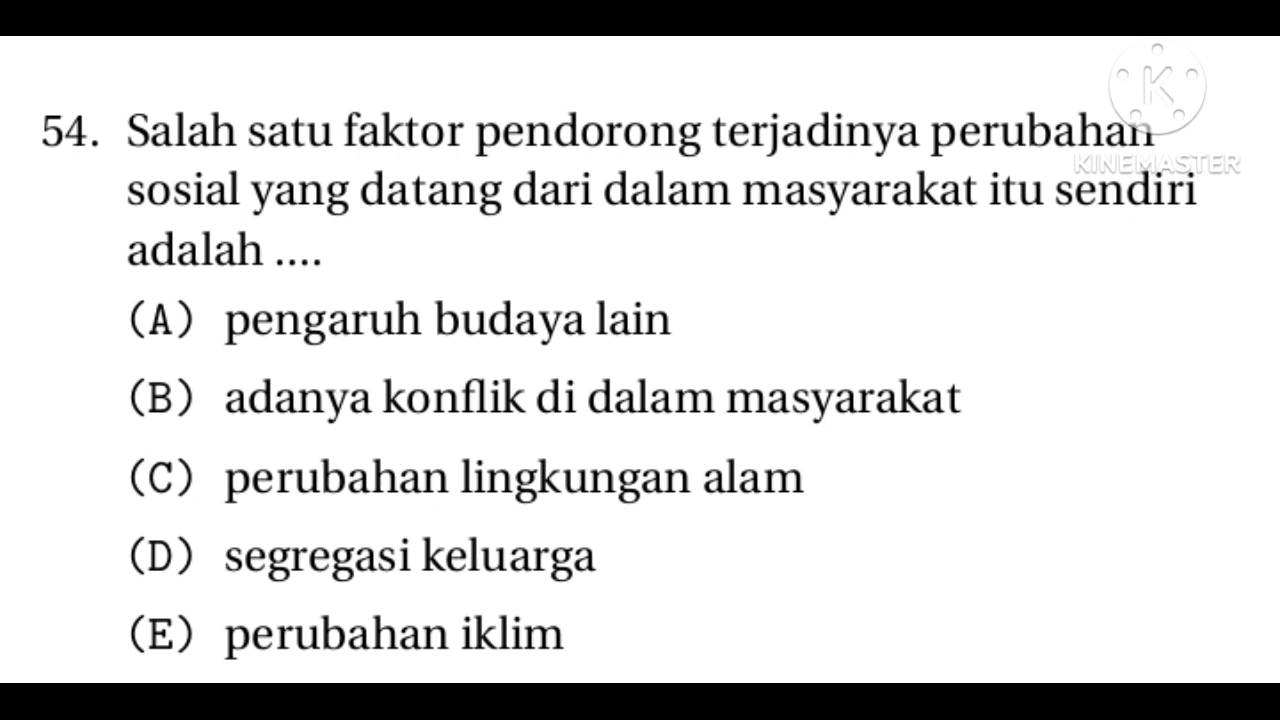 54. Salah satu faktor pendorong terjadinya perubahan
sosial yang datang dari dalam masyarakat itu sendiri
adalah ....
(A) pengaruh budaya lain
(B) adanya konflik di dalam masyarakat
(C) perubahan lingkungan alam
(D) segregasi keluarga
(E) perubahan iklim
K
KINEMASTER